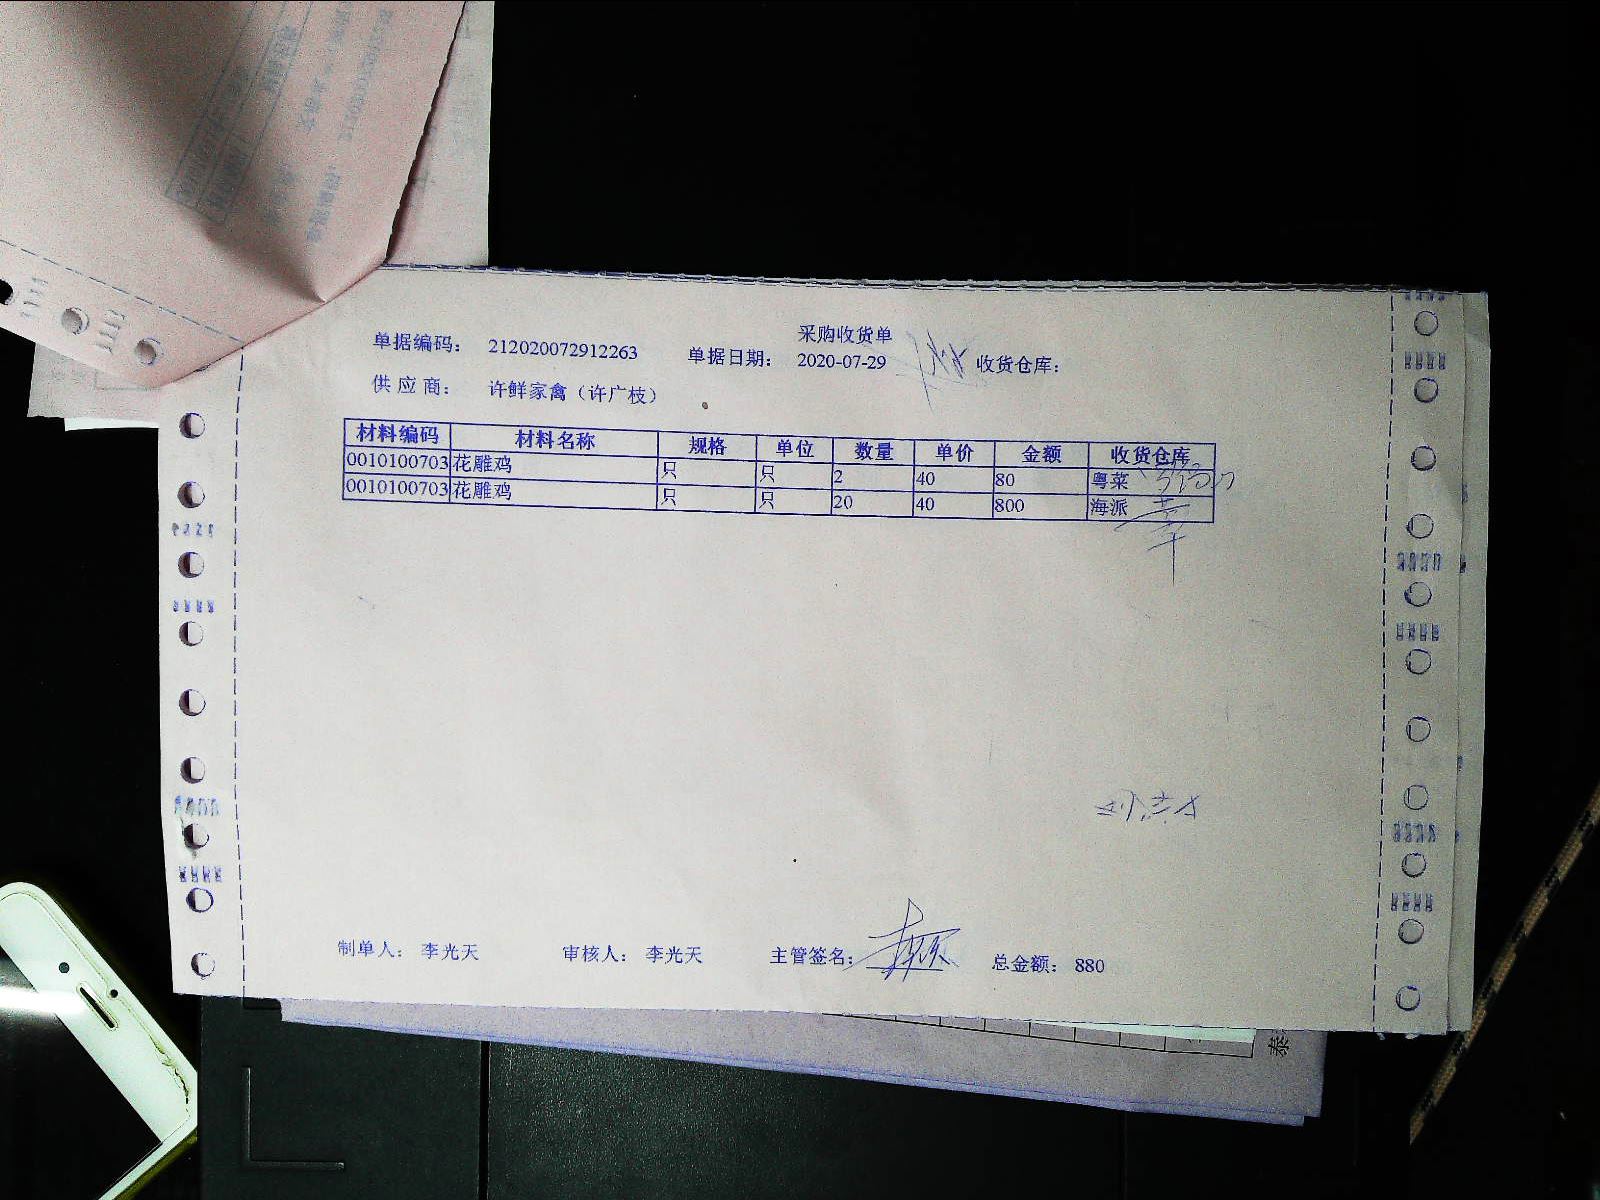 采购收货单
单据编码： 212020072912263 单据日期： 2020-07-29 收货仓库：
供 应 商： 许鲜家禽（许广枝）
材料编码 材料名称 规格 单位 数量 单价 金额 收货仓库
0010100703 花雕鸡 只 只 2 40 80 粤菜
0010100703 花雕鸡 只 只 20 40 800 海派
制单人： 李光天 审核人： 李光天 主管签名： 总金额： 880
泰